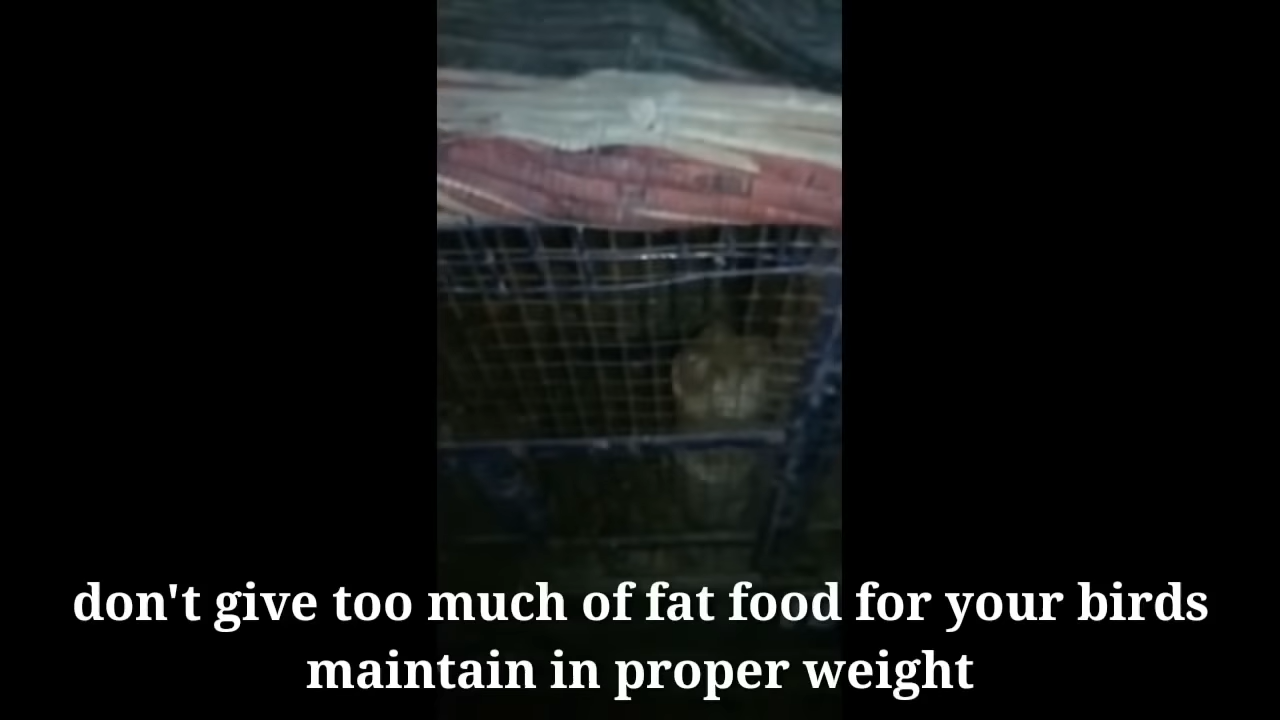 don't give too much of fat food for your birds
maintain in proper weight